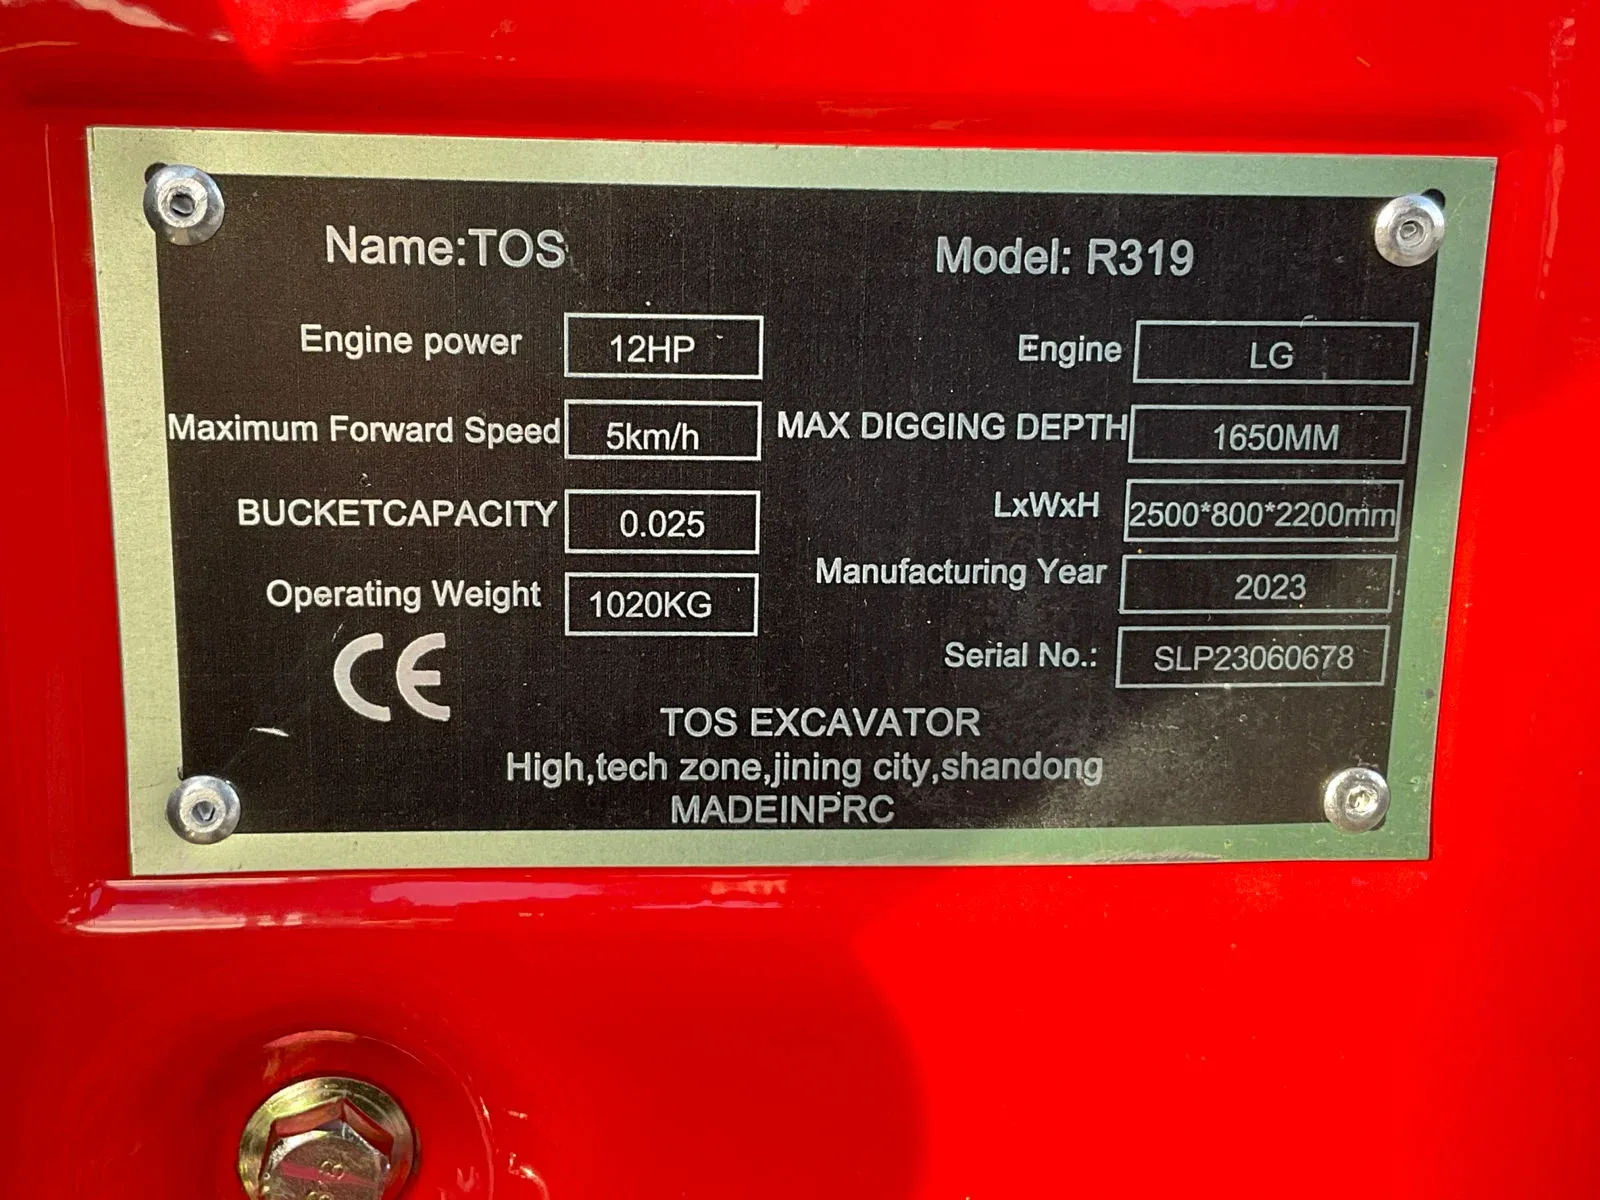 Name:TOS Model: R319
Engine power 12HP Engine LG
Maximum Forward Speed 5km/h MAX DIGGING DEPTH 1650MM
BUCKETCAPACITY 0.025 LxWxH 2500*800*2200mm
Operating Weight 1020KG Manufacturing Year 2023
CE Serial No.: SLP23060678
TOS EXCAVATOR
High,tech zone,jining city,shandong
MADEINPRC